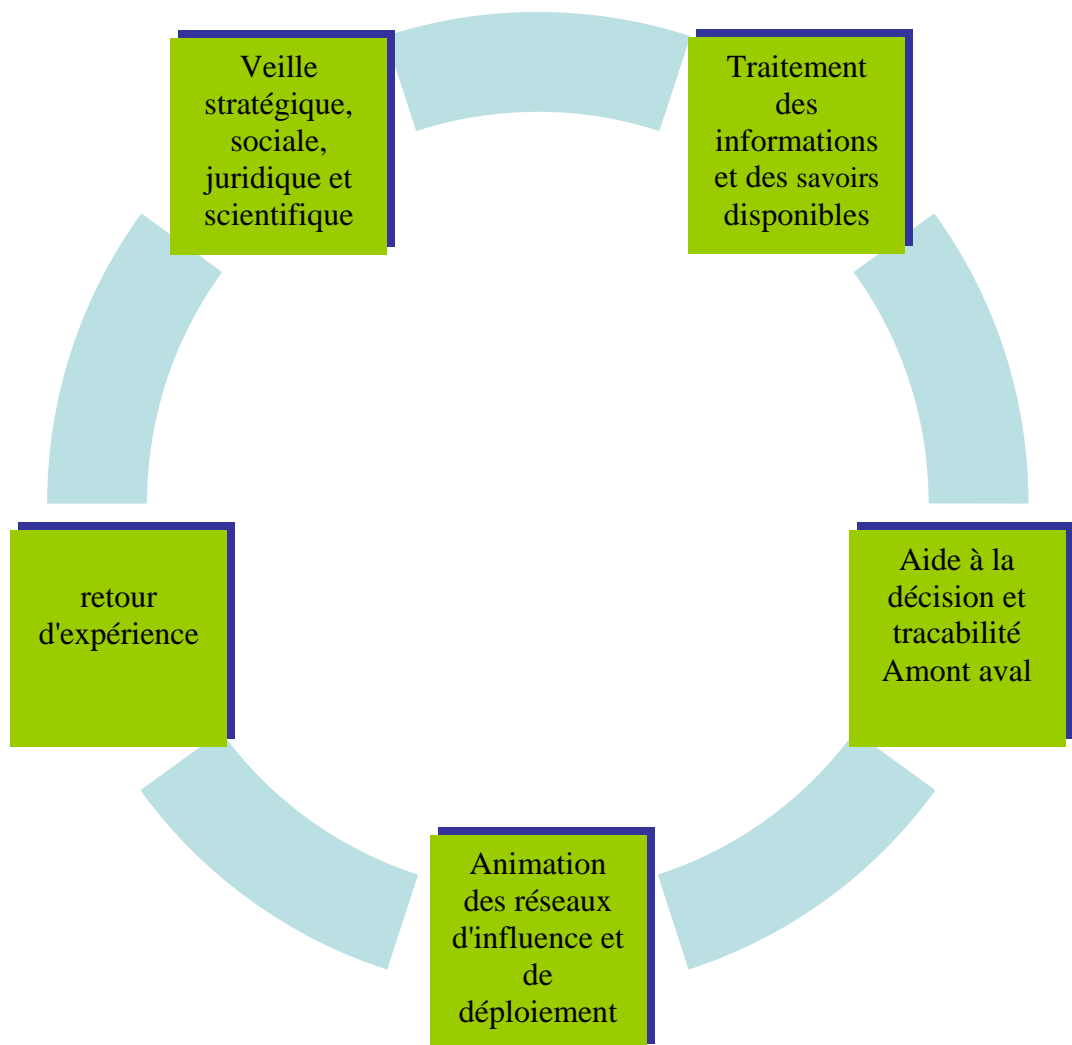 Veille
stratégique,
sociale,
juridique et
scientifique
Traitement
des
informations
et des savoirs
disponibles
Aide à la
décision et
tracabilité
Amont aval
Animation
des réseaux
d'influence et
de
déploiement
retour
d'expérience